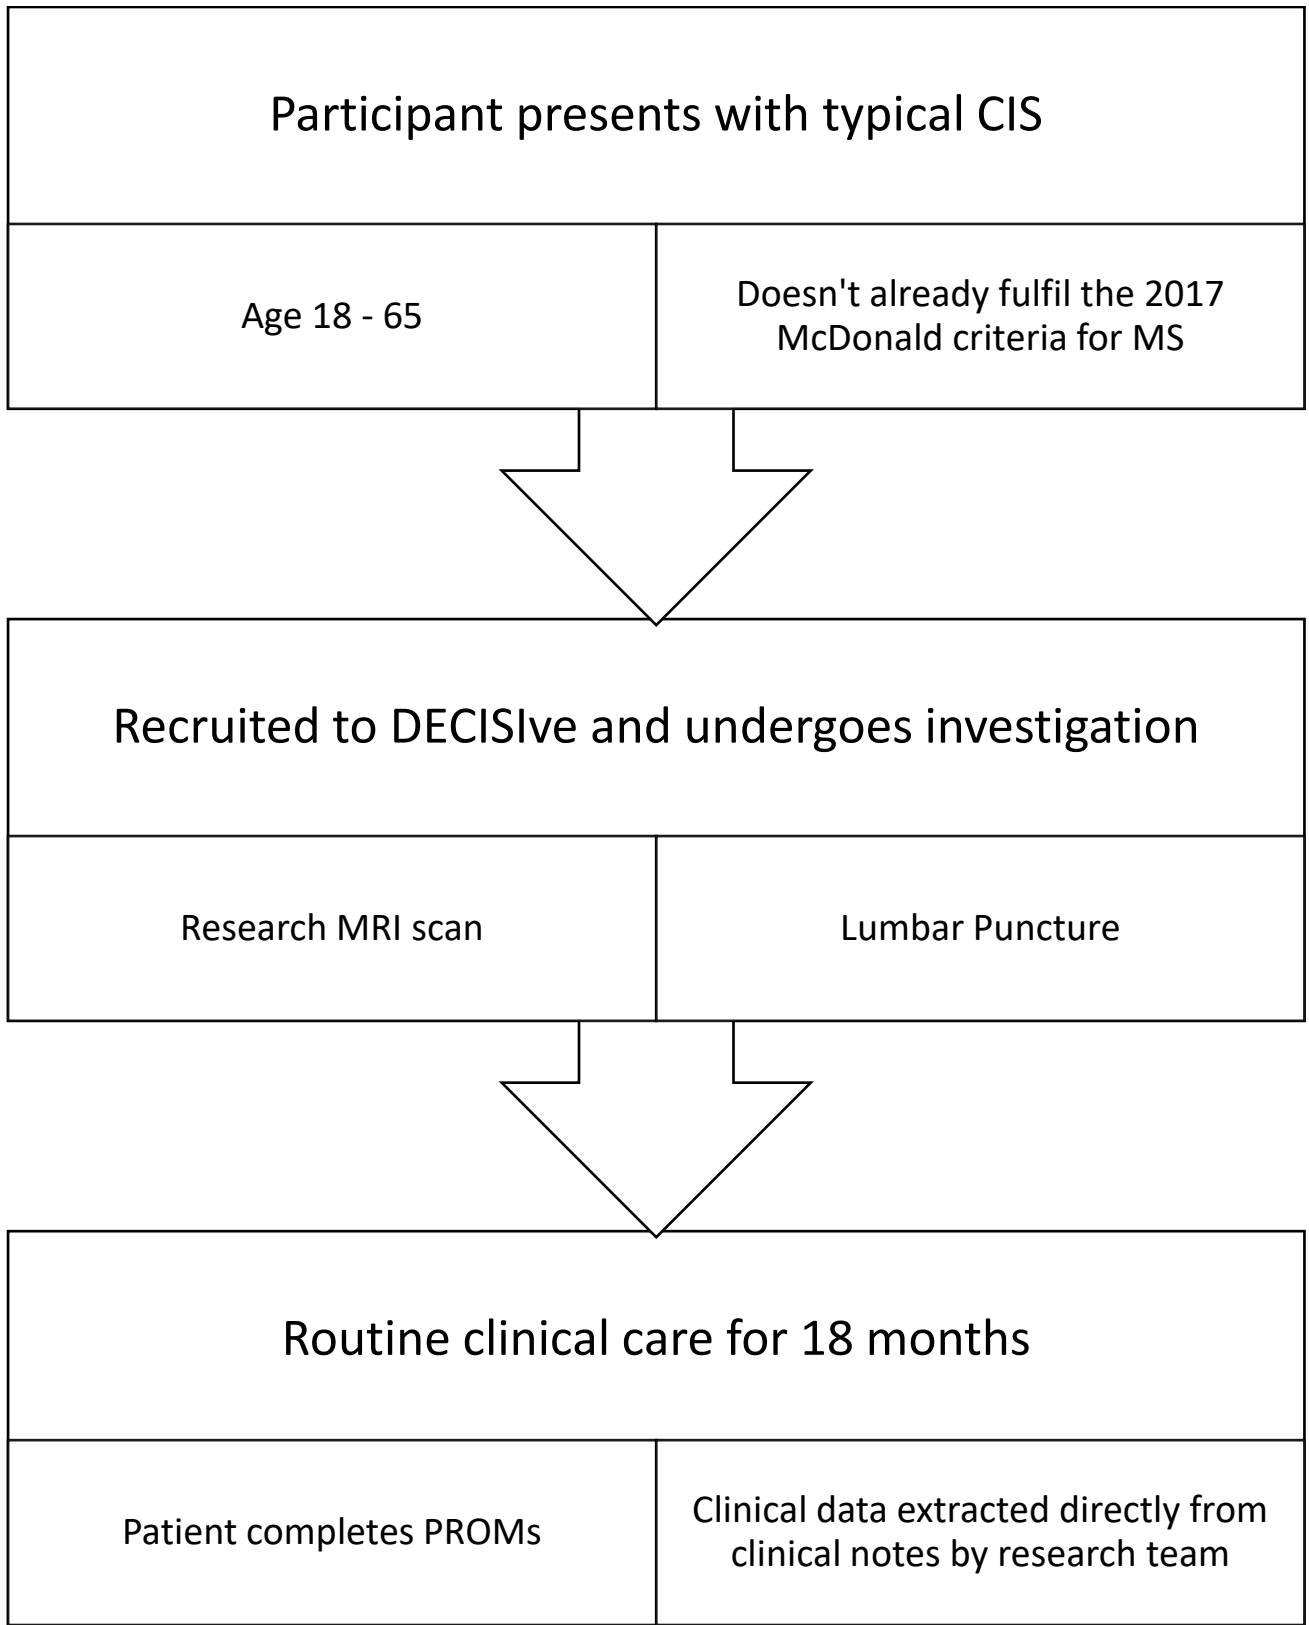 Participant presents with typical CIS
Age 18 - 65
Doesn't already fulfil the 2017
McDonald criteria for MS
Recruited to DECISIve and undergoes investigation
Research MRI scan
Lumbar Puncture
Routine clinical care for 18 months
Patient completes PROMs
Clinical data extracted directly from
clinical notes by research team